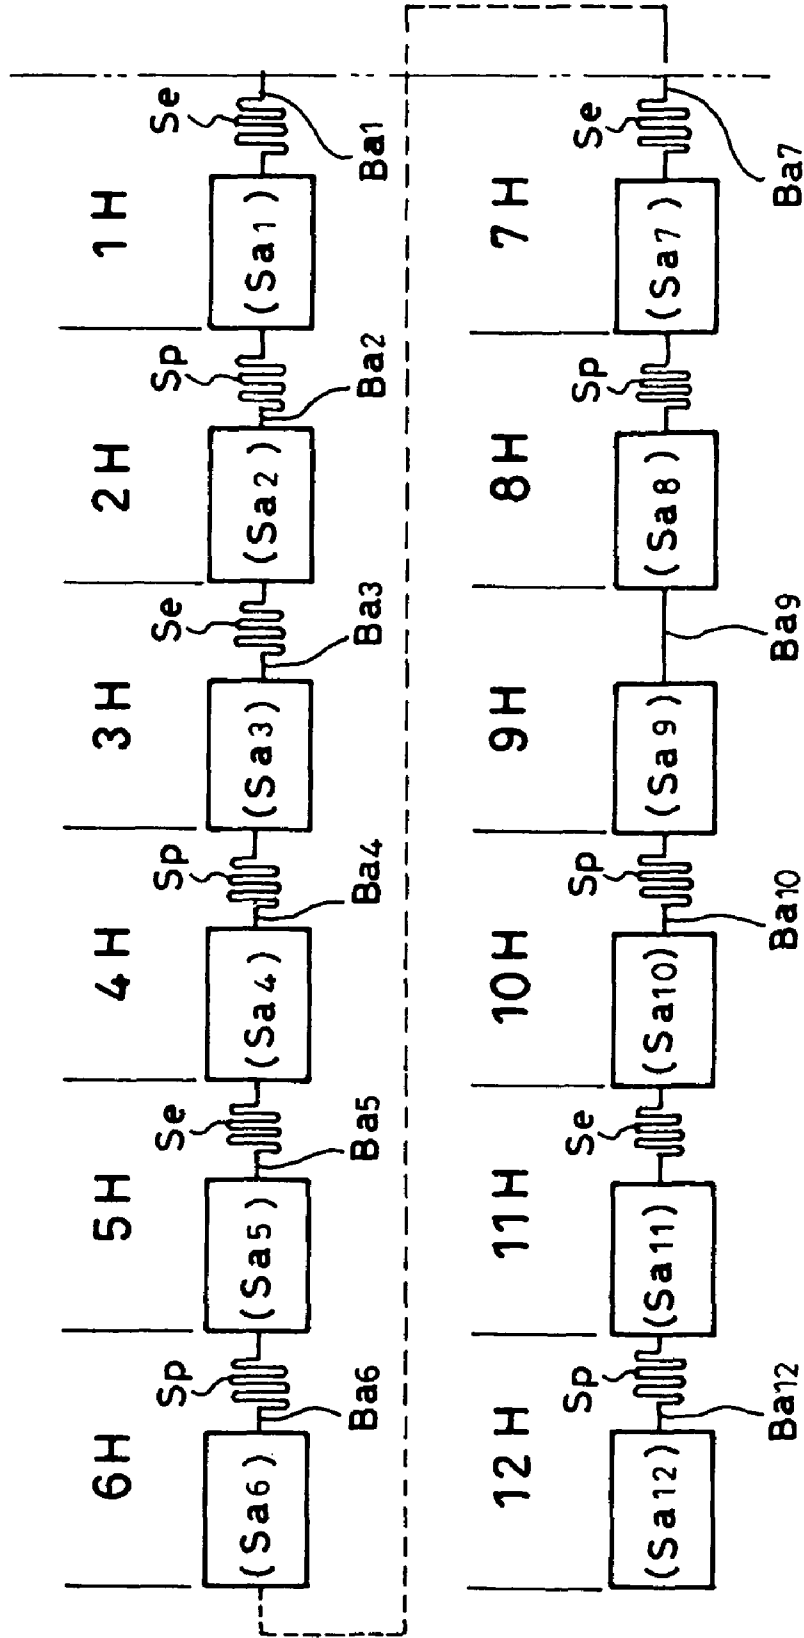 6H 5H 4H 3H 2H 1H
Sp Se Sp Se Sp Se
(Sa6) (Sa5) (Sa4) (Sa3) (Sa2) (Sa1)
Ba6 Ba5 Ba4 Ba3 Ba2 Ba1
12H 11H 10H 9H 8H 7H
Sp Se Sp Sp Se
(Sa12) (Sa11) (Sa10) (Sa9) (Sa8) (Sa7)
Ba12 Ba10 Ba9 Ba7